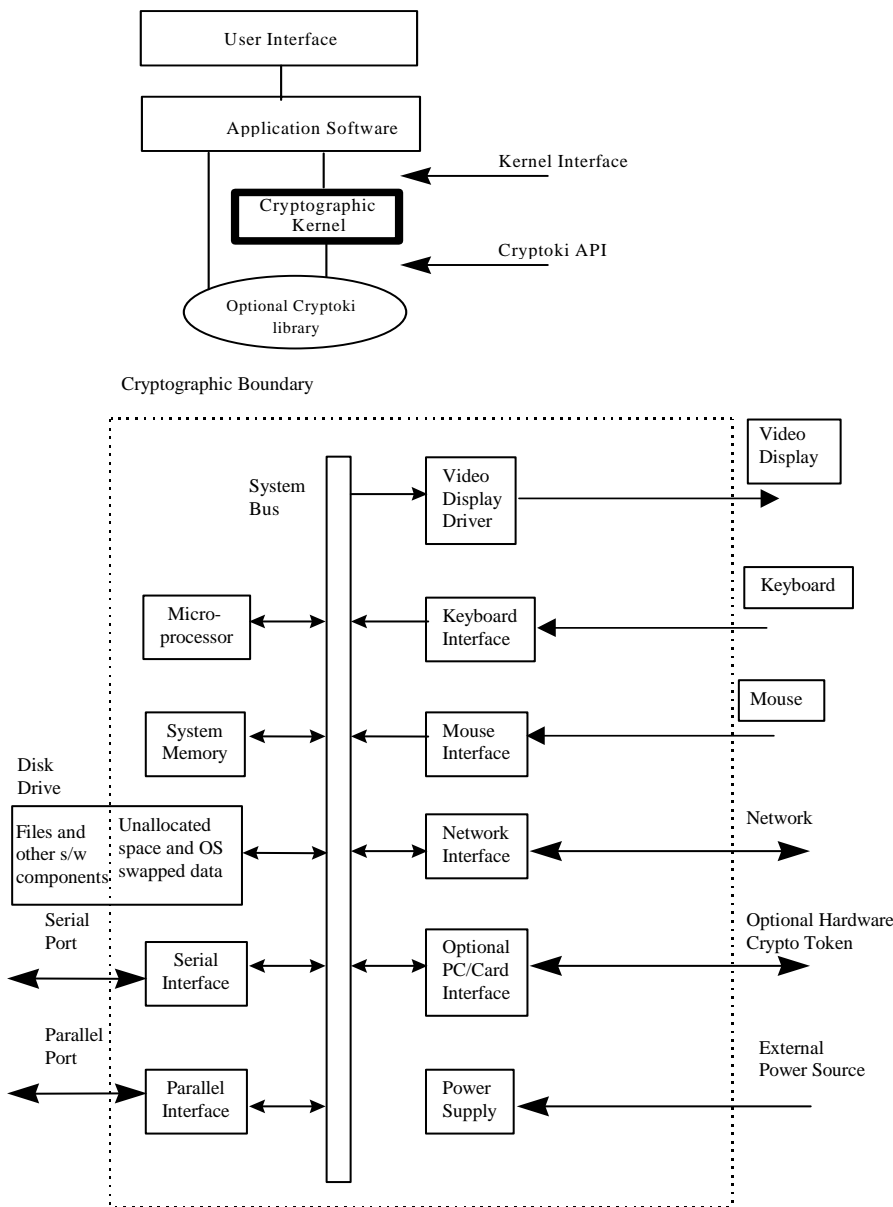 User Interface
Application Software
Kernel Interface
Cryptographic
Kernel
Cryptoki API
Optional Cryptoki
library
Cryptographic Boundary
Video
Display
System
Bus
Video
Display
Driver
Keyboard
Micro-
processor
Keyboard
Interface
Mouse
System
Memory
Mouse
Interface
Disk
Drive
Files and
other s/w
components
Unallocated
space and OS
swapped data
Network
Interface
Network
Serial
Port
Serial
Interface
Optional
PC/Card
Interface
Optional Hardware
Crypto Token
Parallel
Port
Parallel
Interface
Power
Supply
External
Power Source